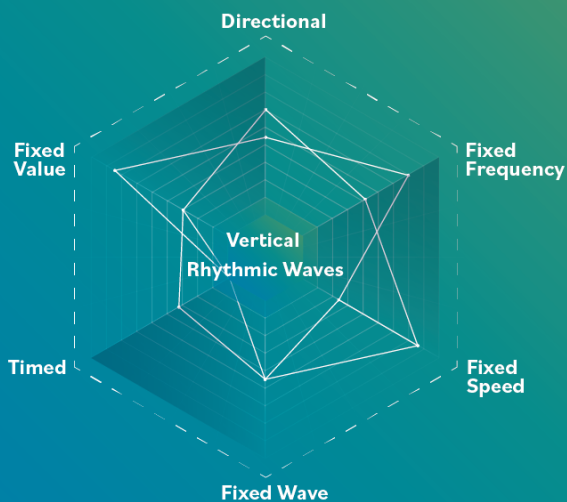 Directional
Fixed
Value
Fixed
Frequency
Vertical
Rhythmic Waves
Timed
Fixed
Speed
Fixed Wave